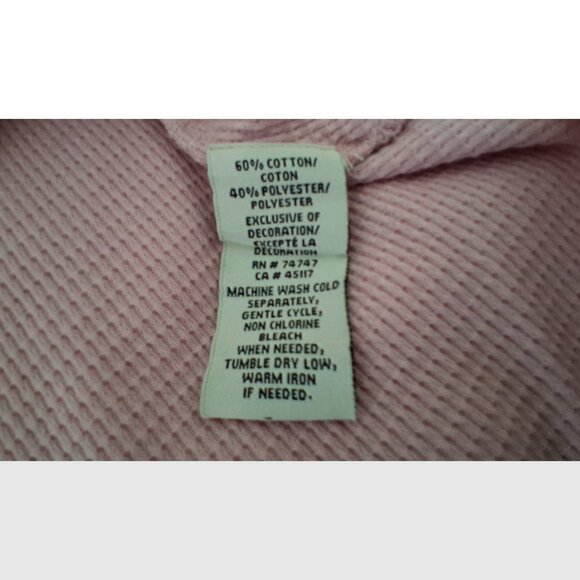 60% COTTON/
COTON
40% POLYESTER/
POLYESTER
EXCLUSIVE OF
DECORATION/
EXCEPTÉ LA
DECORATION
RN # 74747
CA # 45117
MACHINE WASH COLD
SEPARATELY,
GENTLE CYCLE,
NON CHLORINE
BLEACH
WHEN NEEDED,
TUMBLE DRY LOW,
WARM IRON
IF NEEDED.